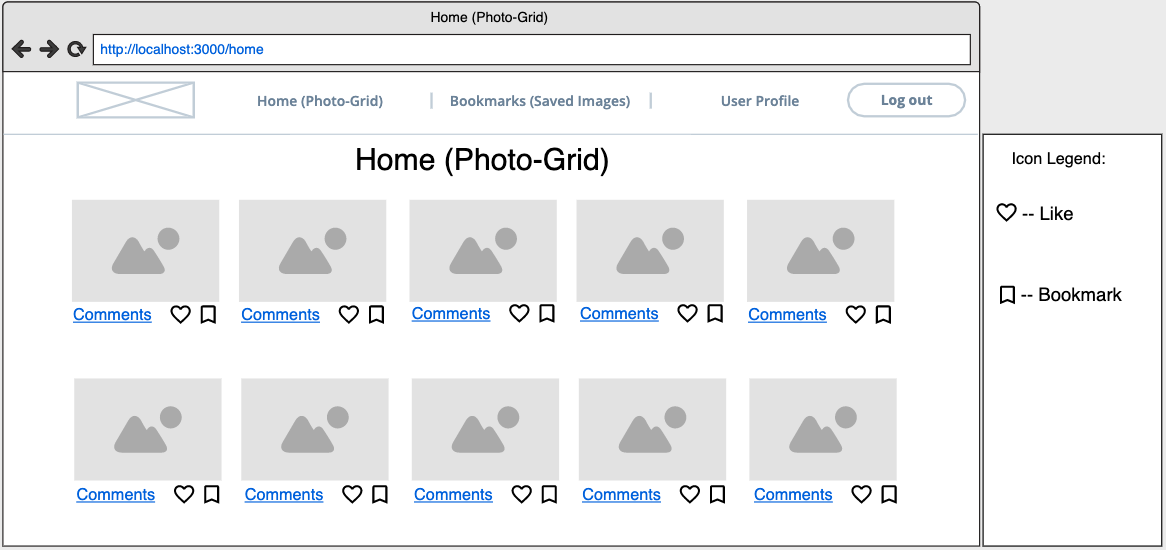 Home (Photo-Grid)
http://localhost:3000/home
Home (Photo-Grid) | Bookmarks (Saved Images) | User Profile Log out
Home (Photo-Grid)
Icon Legend:
-- Like
-- Bookmark
Comments Comments Comments Comments Comments
Comments Comments Comments Comments Comments